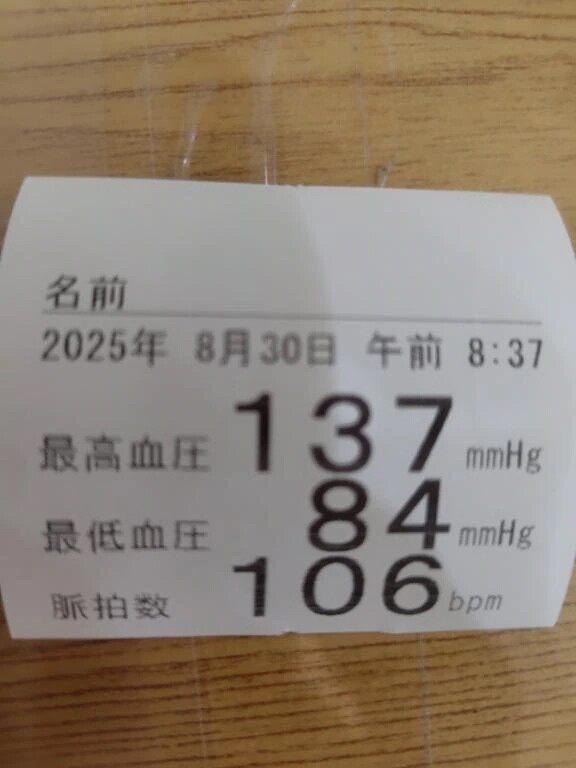 名前
2025年 8月30日 午前 8:37
最高血圧 137 mmHg
最低血圧 84 mmHg
脈拍数 106 bpm